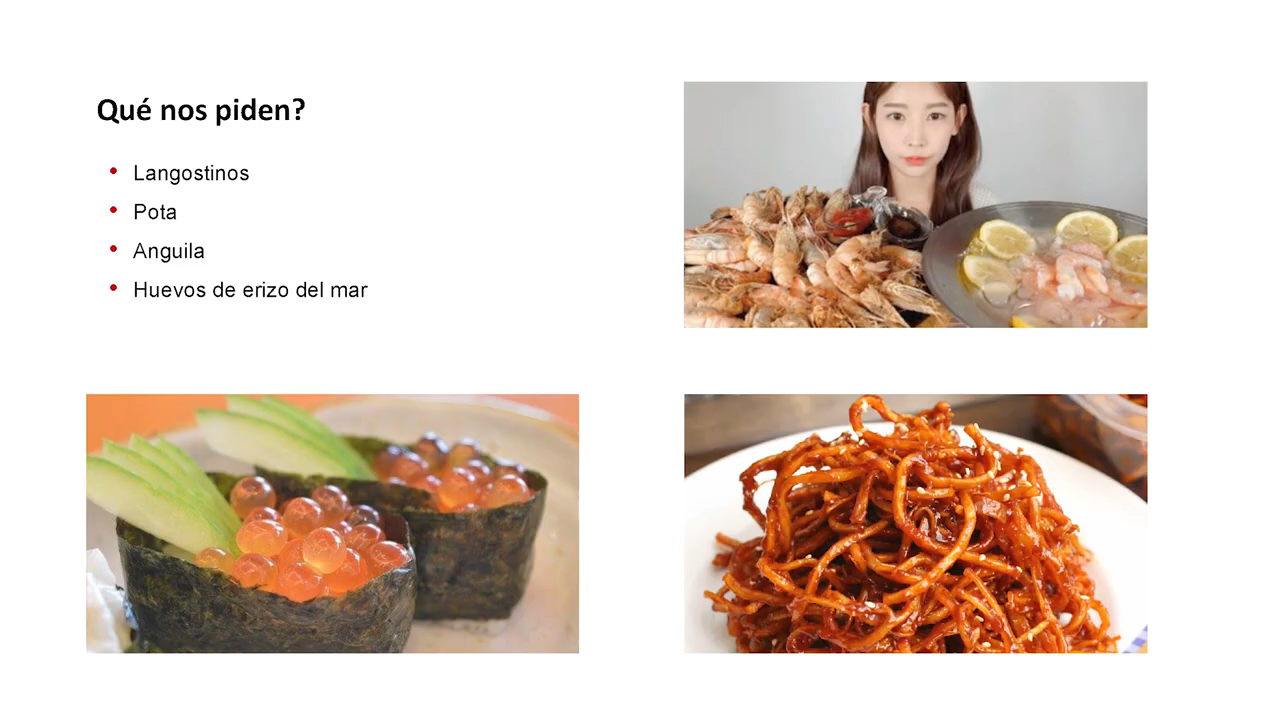 Qué nos piden?
• Langostinos
• Pota
• Anguila
• Huevos de erizo del mar